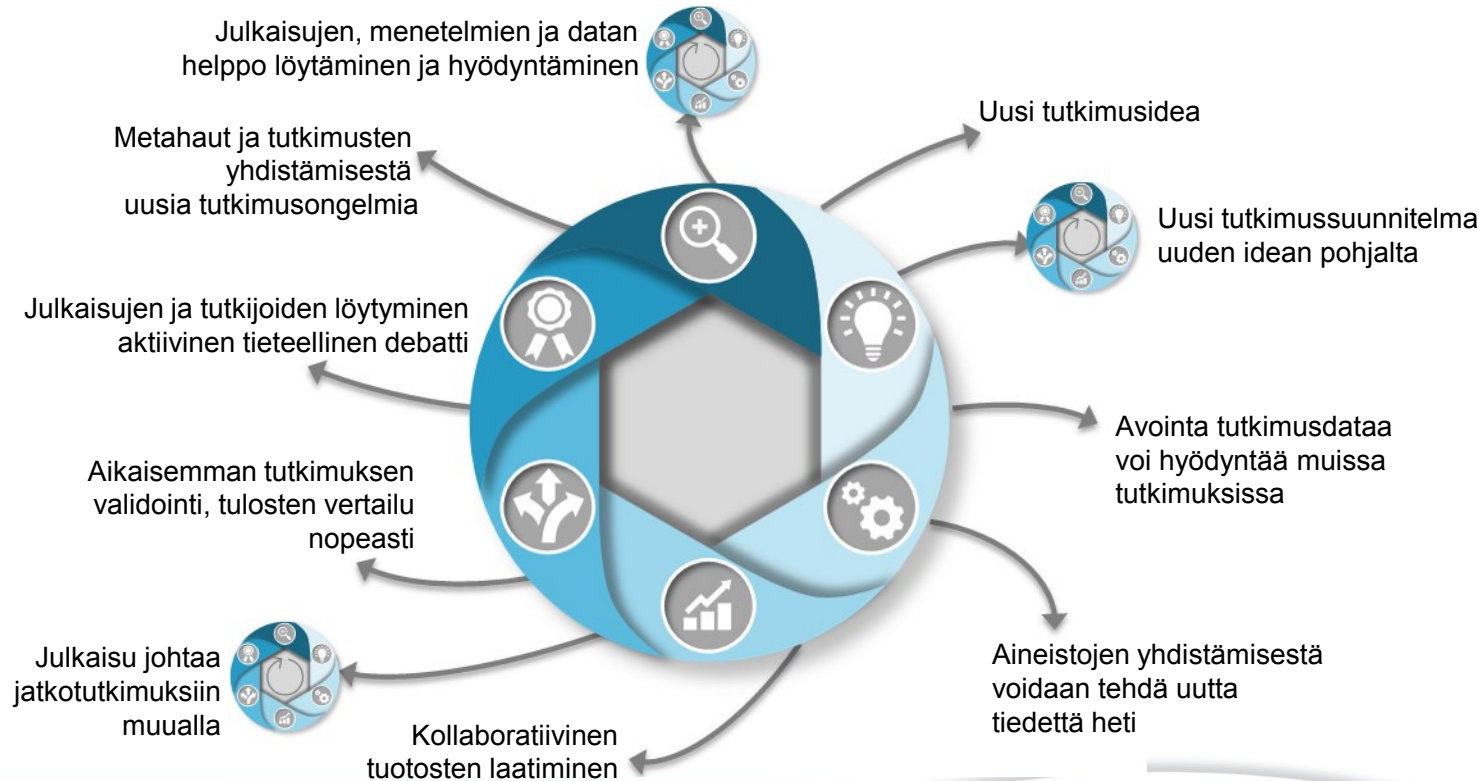 Julkaisujen, menetelmien ja datan
helppo löytäminen ja hyödyntäminen
Uusi tutkimusidea
Metahaut ja tutkimusten
yhdistämisestä
uusia tutkimusongelmia
Uusi tutkimussuunnitelma
uuden idean pohjalta
Julkaisujen ja tutkijoiden löytyminen
aktiivinen tieteellinen debatti
Avointa tutkimusdataa
voi hyödyntää muissa
tutkimuksissa
Aikaisemman tutkimuksen
validointi, tulosten vertailu
nopeasti
Aineistojen yhdistämisestä
voidaan tehdä uutta
tiedettä heti
Julkaisu johtaa
jatkotutkimuksiin
muualla
Kollaboratiivinen
tuotosten laatiminen